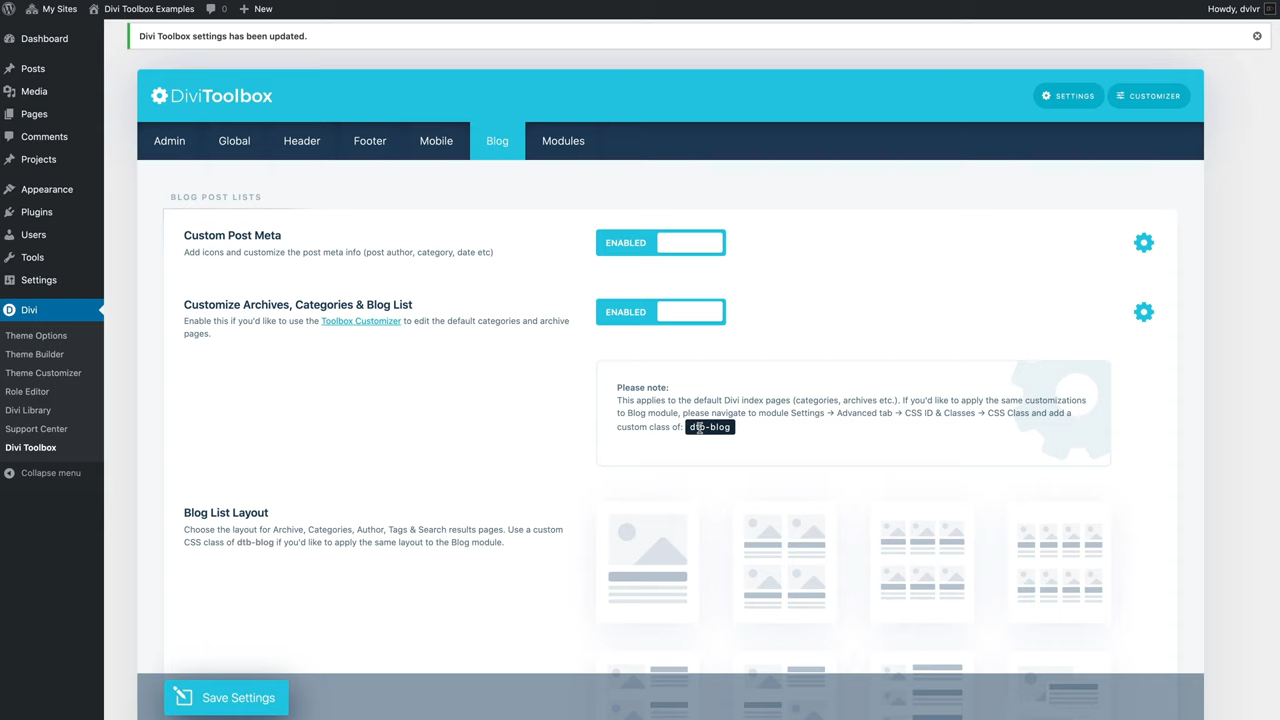 My Sites
Divi Toolbox Examples
0
New
Howdy, dvlvr
Dashboard
Posts
Media
Pages
Comments
Projects
Appearance
Plugins
Users
Tools
Settings
Divi
Theme Options
Theme Builder
Theme Customizer
Role Editor
Divi Library
Support Center
Divi Toolbox
Collapse menu
Divi Toolbox settings has been updated.
DiviToolbox
SETTINGS
CUSTOMIZER
Admin
Global
Header
Footer
Mobile
Blog
Modules
BLOG POST LISTS
Custom Post Meta
Add icons and customize the post meta info (post author, category, date etc)
ENABLED
Customize Archives, Categories & Blog List
Enable this if you'd like to use the Toolbox Customizer to edit the default categories and archive
pages.
ENABLED
Please note:
This applies to the default Divi index pages (categories, archives etc.). If you'd like to apply the same customizations
to Blog module, please navigate to module Settings → Advanced tab → CSS ID & Classes → CSS Class and add a
custom class of: dtb-blog
Blog List Layout
Choose the layout for Archive, Categories, Author, Tags & Search results pages. Use a custom
CSS class of dtb-blog if you'd like to apply the same layout to the Blog module.
Save Settings